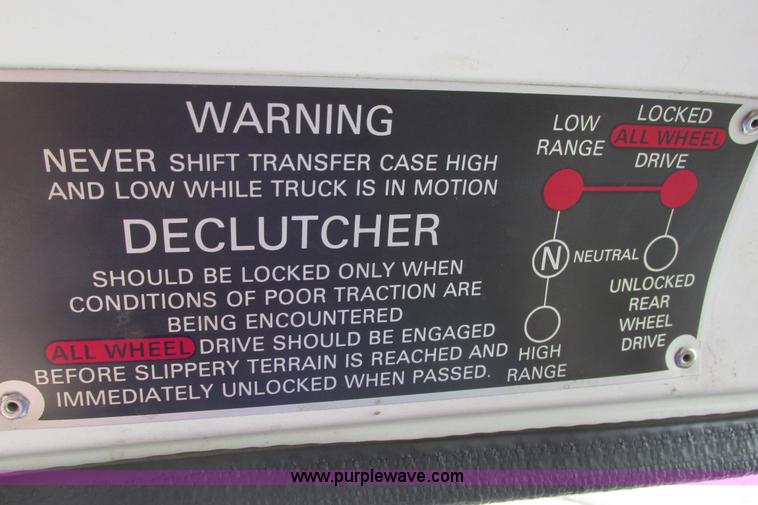 WARNING
NEVER SHIFT TRANSFER CASE HIGH
AND LOW WHILE TRUCK IS IN MOTION
DECLUTCHER
SHOULD BE LOCKED ONLY WHEN
CONDITIONS OF POOR TRACTION ARE
BEING ENCOUNTERED
ALL WHEEL DRIVE SHOULD BE ENGAGED
BEFORE SLIPPERY TERRAIN IS REACHED AND
IMMEDIATELY UNLOCKED WHEN PASSED.
LOW
RANGE
LOCKED
ALL WHEEL
DRIVE
N NEUTRAL
UNLOCKED
REAR
WHEEL
DRIVE
HIGH
RANGE
www.purplewave.com